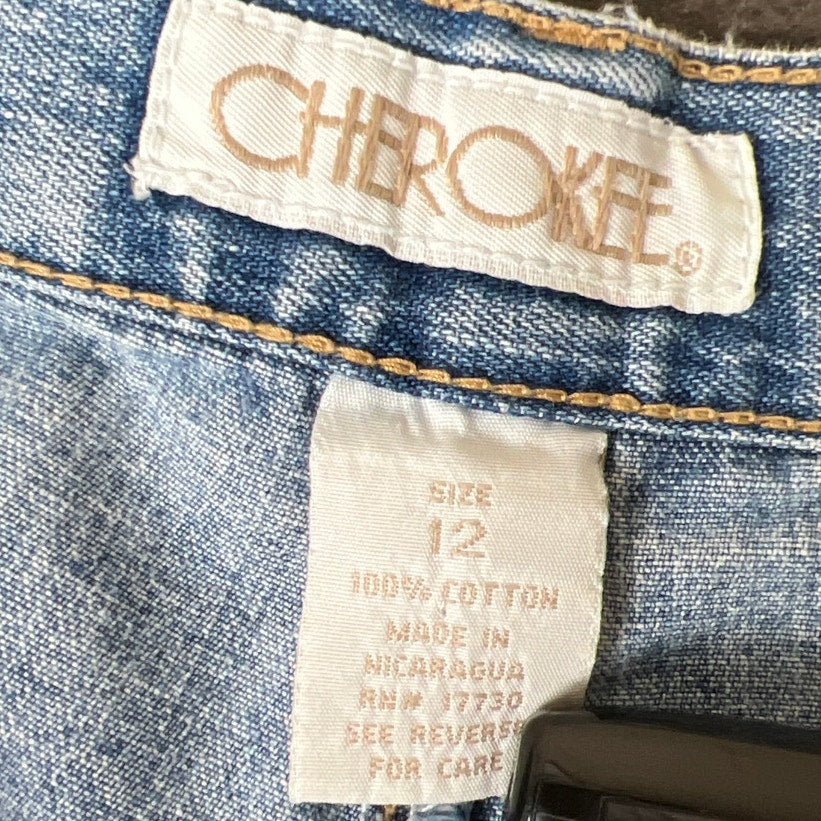 CHEROKEE®
SIZE
12
100% COTTON
MADE IN
NICARAGUA
RN# 17730
SEE REVERSE
FOR CARE